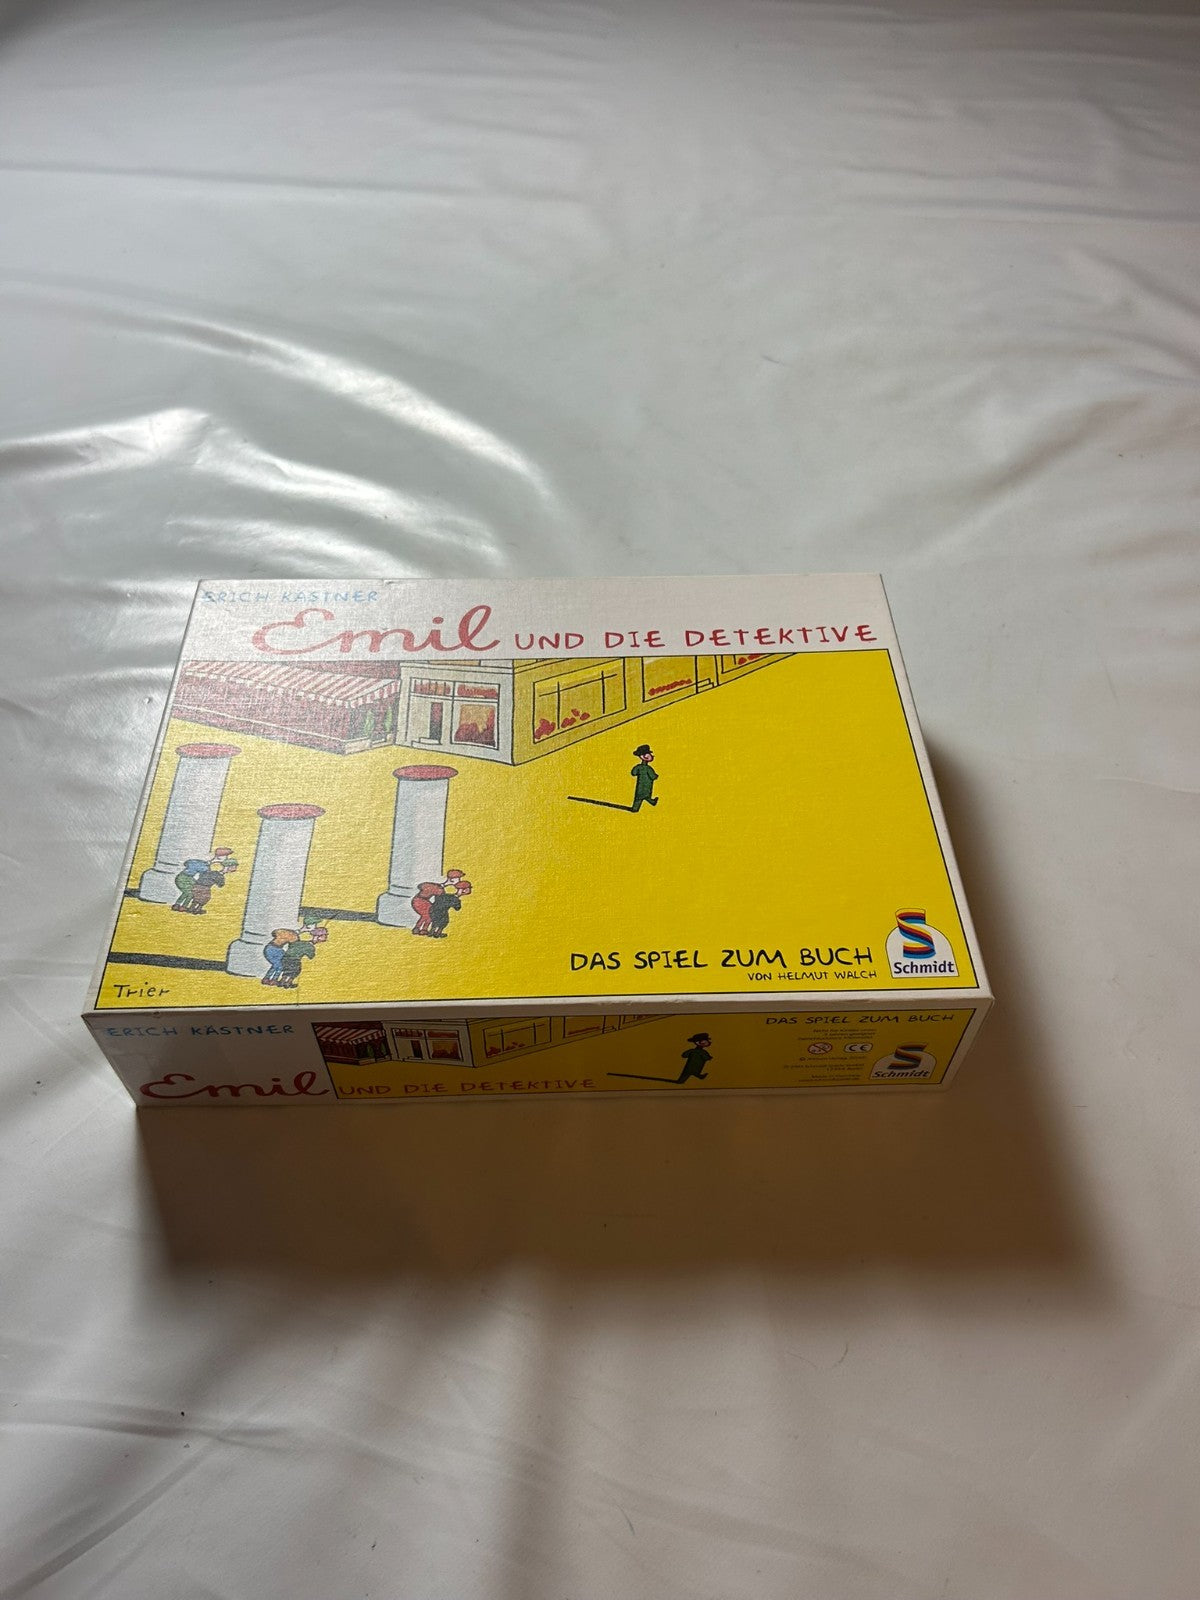 ERICH KÄSTNER
Emil UND DIE DETEKTIVE
DAS SPIEL ZUM BUCH
VON HELMUT WALCH
Schmidt
Trier
ERICH KÄSTNER
Emil UND DIE DETEKTIVE
DAS SPIEL ZUM BUCH
CE
Schmidt